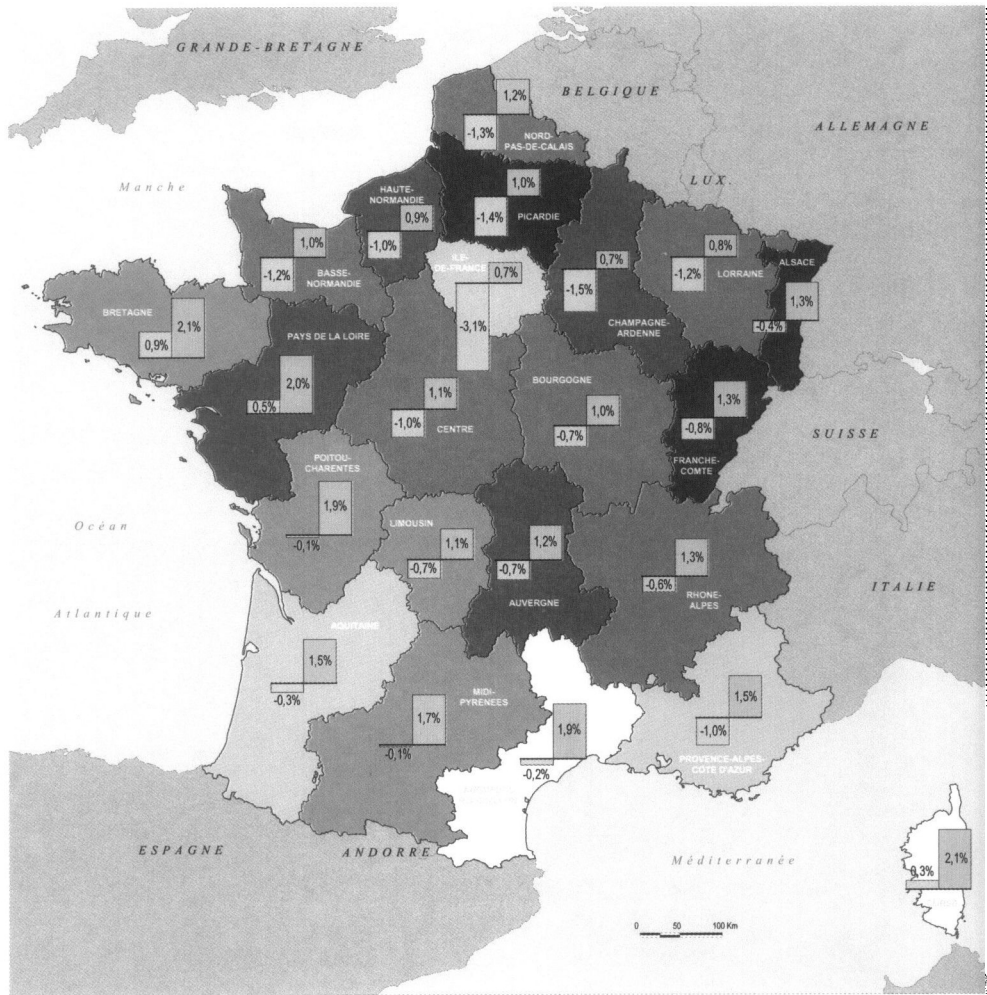 GRANDE-BRETAGNE
BELGIQUE
ALLEMAGNE
LUX.
Manche
1,2%
-1,3%
NORD-
PAS-DE-CALAIS
1,0%
-1,4%
PICARDIE
HAUTE-
NORMANDIE
0,9%
-1,0%
1,0%
-1,2%
BASSE-
NORMANDIE
ILE-
DE-FRANCE
0,7%
-3,1%
0,7%
-1,5%
CHAMPAGNE-
ARDENNE
0,8%
-1,2%
LORRAINE
ALSACE
1,3%
-0,4%
BRETAGNE
2,1%
0,9%
PAYS DE LA LOIRE
2,0%
0,5%
1,1%
-1,0%
CENTRE
BOURGOGNE
1,0%
-0,7%
1,3%
-0,8%
FRANCHE-
COMTE
SUISSE
POITOU-
CHARENTES
1,9%
-0,1%
LIMOUSIN
1,1%
-0,7%
1,2%
-0,7%
AUVERGNE
1,3%
-0,6%
RHONE-
ALPES
ITALIE
Océan
Atlantique
AQUITAINE
1,5%
-0,3%
MIDI-
PYRENEES
1,7%
-0,1%
1,9%
-0,2%
1,5%
-1,0%
PROVENCE-ALPES-
COTE D'AZUR
ESPAGNE
ANDORRE
Méditerranée
0,3%
2,1%
0 50 100 Km